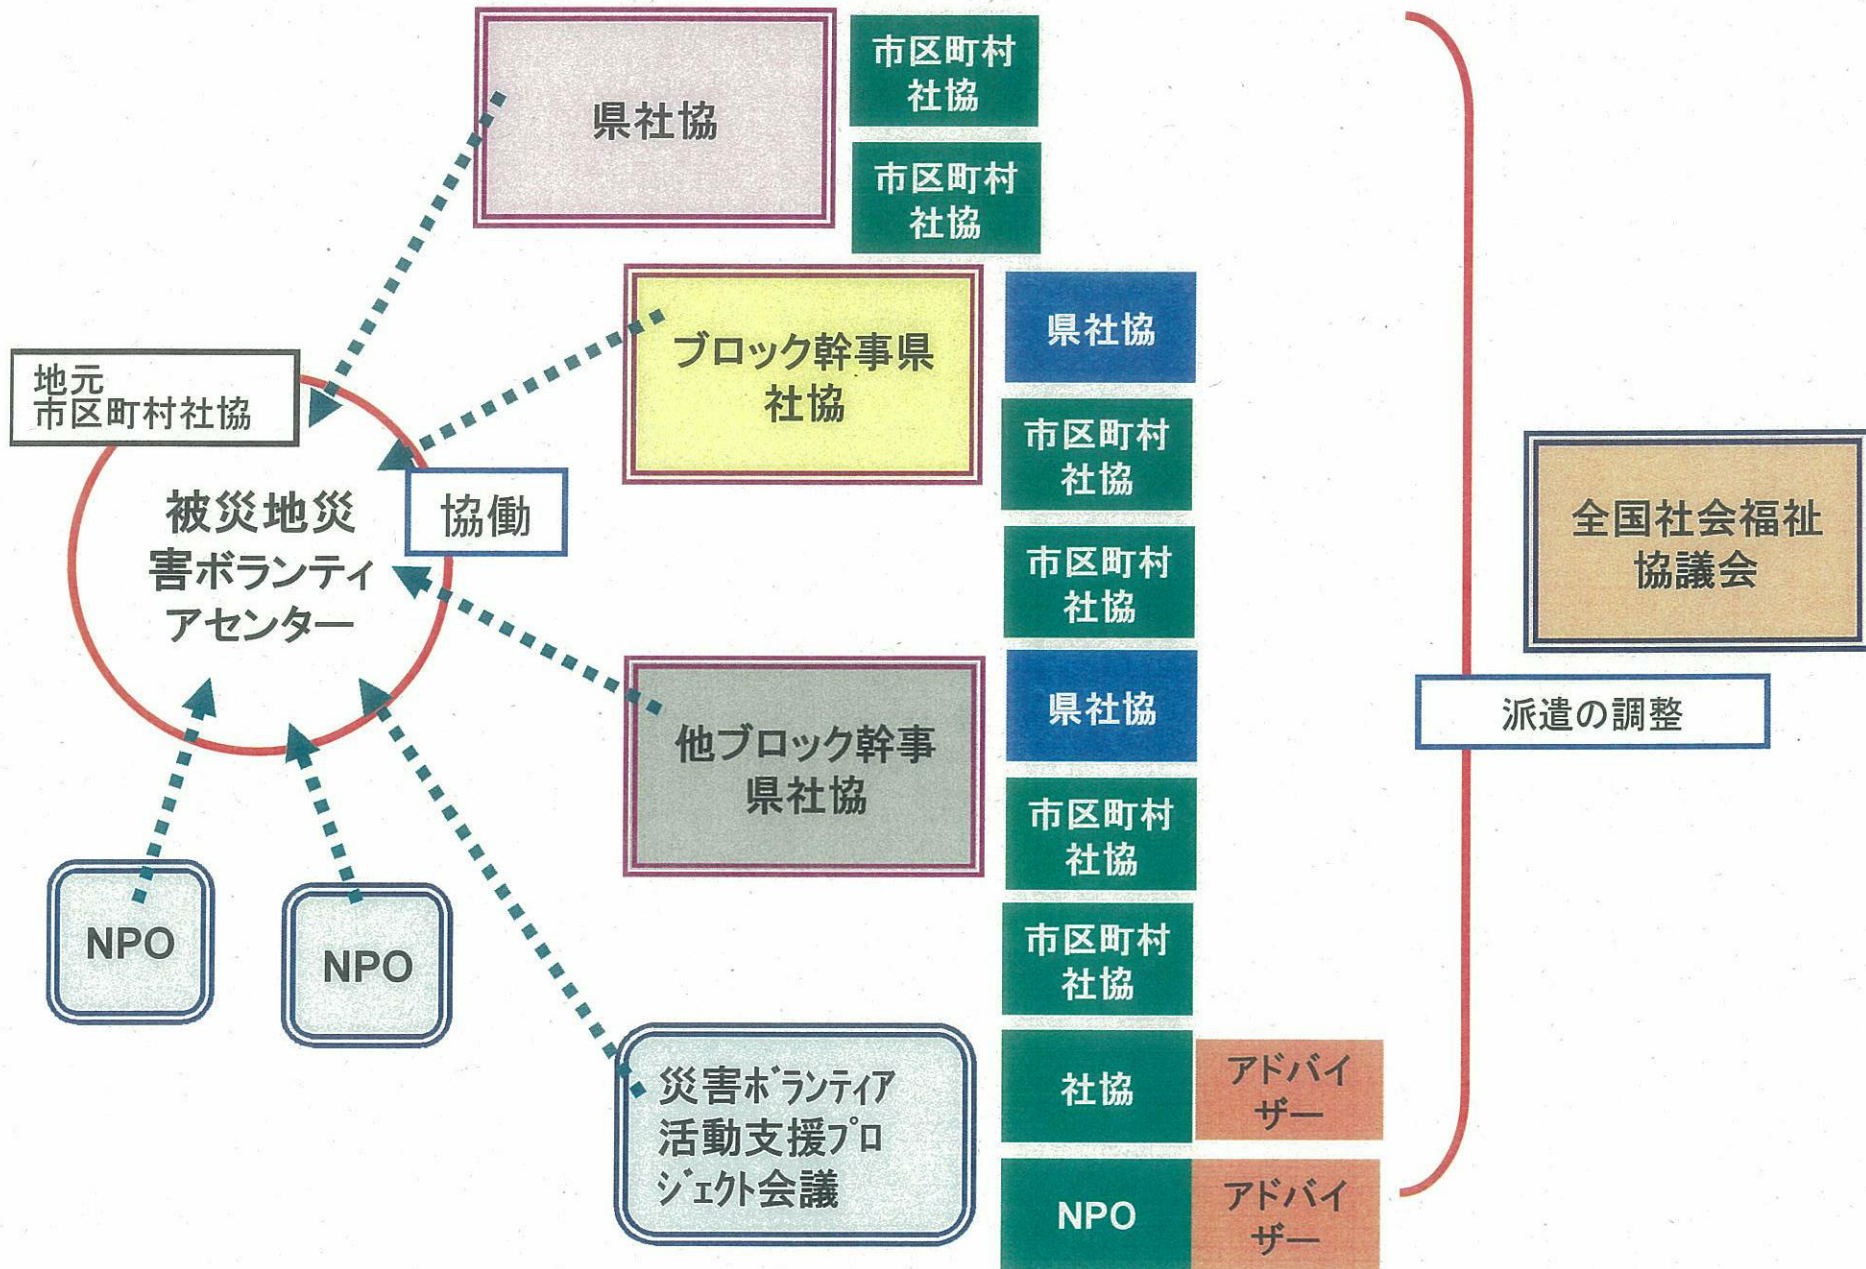 県社協
市区町村
社協
市区町村
社協
ブロック幹事県
社協
県社協
市区町村
社協
市区町村
社協
地元
市区町村社協
協働
被災地災
害ボランティ
アセンター
全国社会福祉
協議会
派遣の調整
他ブロック幹事
県社協
県社協
市区町村
社協
市区町村
社協
NPO
NPO
災害ボランティア
活動支援プロ
ジェクト会議
社協
アドバイ
ザー
NPO
アドバイ
ザー